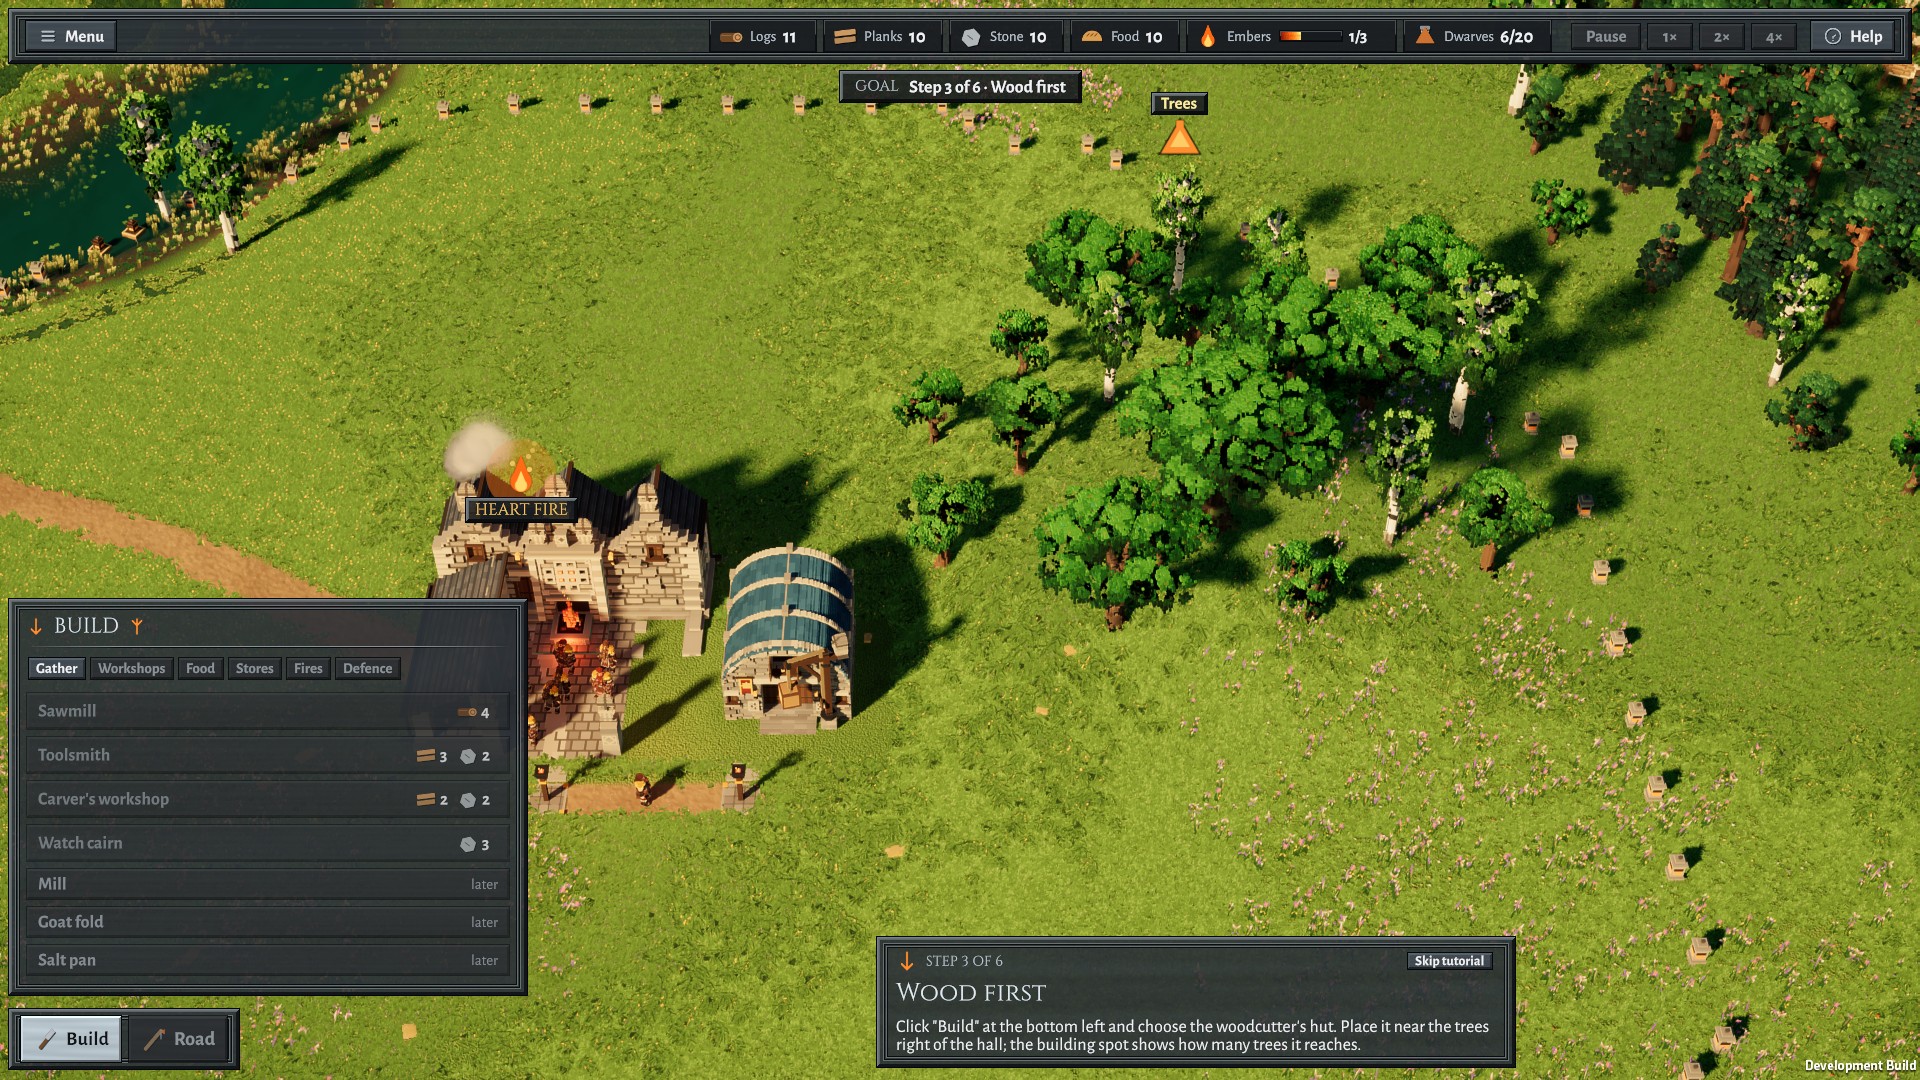 Menu
Logs 11
Planks 10
Stone 10
Food 10
Embers 1/3
Dwarves 6/20
Pause
1×
2×
4×
Help
GOAL Step 3 of 6 · Wood first
Trees
HEART FIRE
BUILD
Gather
Workshops
Food
Stores
Fires
Defence
Sawmill 4
Toolsmith 3 2
Carver's workshop 2 2
Watch cairn 3
Mill later
Goat fold later
Salt pan later
Build
Road
STEP 3 OF 6
Skip tutorial
WOOD FIRST
Click "Build" at the bottom left and choose the woodcutter's hut. Place it near the trees
right of the hall; the building spot shows how many trees it reaches.
Development Build